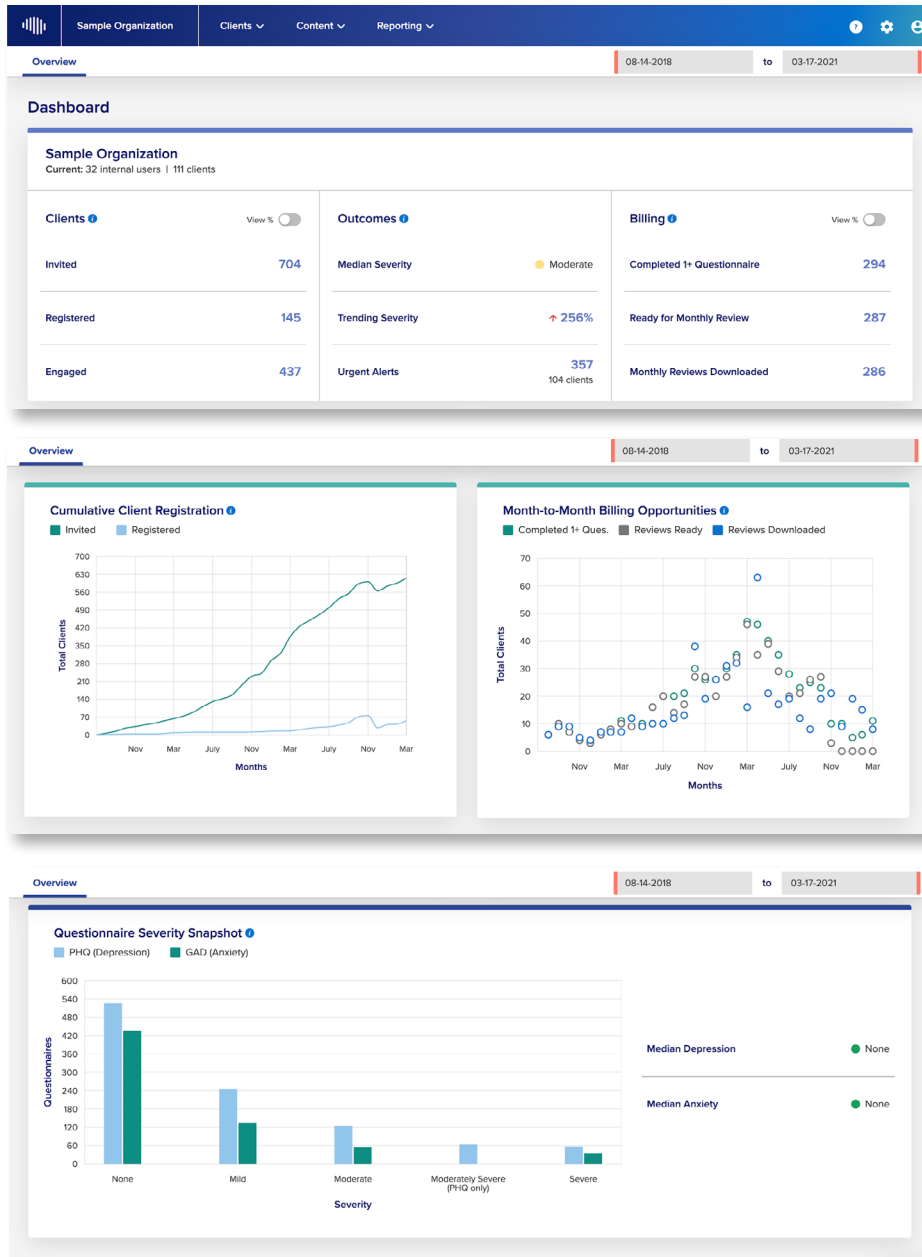 Sample Organization Clients Content Reporting ?
Overview 08-14-2018 to 03-17-2021
Dashboard
Sample Organization
Current: 32 internal users | 111 clients
Clients i View %
Invited 704
Registered 145
Engaged 437
Outcomes i
Median Severity Moderate
Trending Severity ↑ 256%
Urgent Alerts 357
104 clients
Billing i View %
Completed 1+ Questionnaire 294
Ready for Monthly Review 287
Monthly Reviews Downloaded 286
Overview 08-14-2018 to 03-17-2021
Cumulative Client Registration i
Invited Registered
Total Clients
700
630
560
490
420
350
280
210
140
70
0
Nov Mar July Nov Mar July Nov Mar
Months
Month-to-Month Billing Opportunities i
Completed 1+ Ques. Reviews Ready Reviews Downloaded
Total Clients
70
60
50
40
30
20
10
0
Nov Mar July Nov Mar July Nov Mar
Months
Overview 08-14-2018 to 03-17-2021
Questionnaire Severity Snapshot i
PHQ (Depression) GAD (Anxiety)
Questionnaires
600
540
480
420
360
300
240
180
120
60
0
None Mild Moderate Moderately Severe Severe
(PHQ only)
Severity
Median Depression None
Median Anxiety None